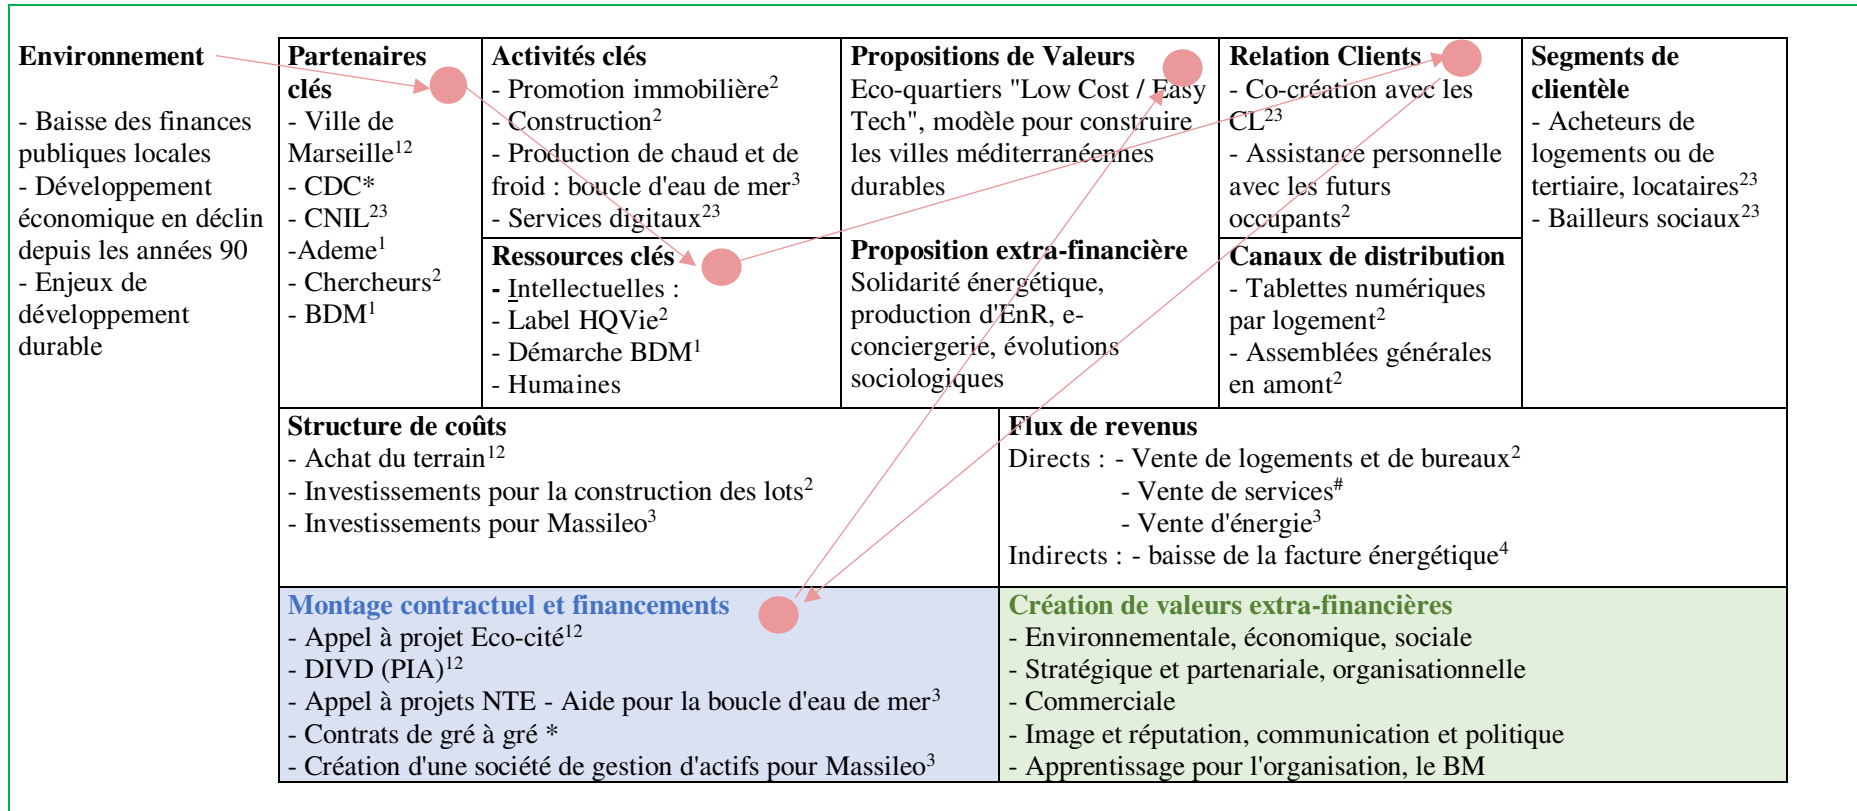 Environnement
- Baisse des finances
publiques locales
- Développement
économique en déclin
depuis les années 90
- Enjeux de
développement
durable
Partenaires
clés
- Ville de
Marseille¹²
- CDC*
- CNIL²³
-Ademe¹
- Chercheurs²
- BDM¹
Activités clés
- Promotion immobilière²
- Construction²
- Production de chaud et de
froid : boucle d'eau de mer³
- Services digitaux²³
Ressources clés
- Intellectuelles :
- Label HQVie²
- Démarche BDM¹
- Humaines
Propositions de Valeurs
Eco-quartiers "Low Cost / Easy
Tech", modèle pour construire
les villes méditerranéennes
durables
Proposition extra-financière
Solidarité énergétique,
production d'EnR, e-
conciergerie, évolutions
sociologiques
Relation Clients
- Co-création avec les
CL²³
- Assistance personnelle
avec les futurs
occupants²
Canaux de distribution
- Tablettes numériques
par logement²
- Assemblées générales
en amont²
Segments de
clientèle
- Acheteurs de
logements ou de
tertiaire, locataires²³
- Bailleurs sociaux²³
Structure de coûts
- Achat du terrain¹²
- Investissements pour la construction des lots²
- Investissements pour Massileo³
Flux de revenus
Directs : - Vente de logements et de bureaux²
- Vente de services#
- Vente d'énergie³
Indirects : - baisse de la facture énergétique⁴
Montage contractuel et financements
- Appel à projet Eco-cité¹²
- DIVD (PIA)¹²
- Appel à projets NTE - Aide pour la boucle d'eau de mer³
- Contrats de gré à gré *
- Création d'une société de gestion d'actifs pour Massileo³
Création de valeurs extra-financières
- Environnementale, économique, sociale
- Stratégique et partenariale, organisationnelle
- Commerciale
- Image et réputation, communication et politique
- Apprentissage pour l'organisation, le BM